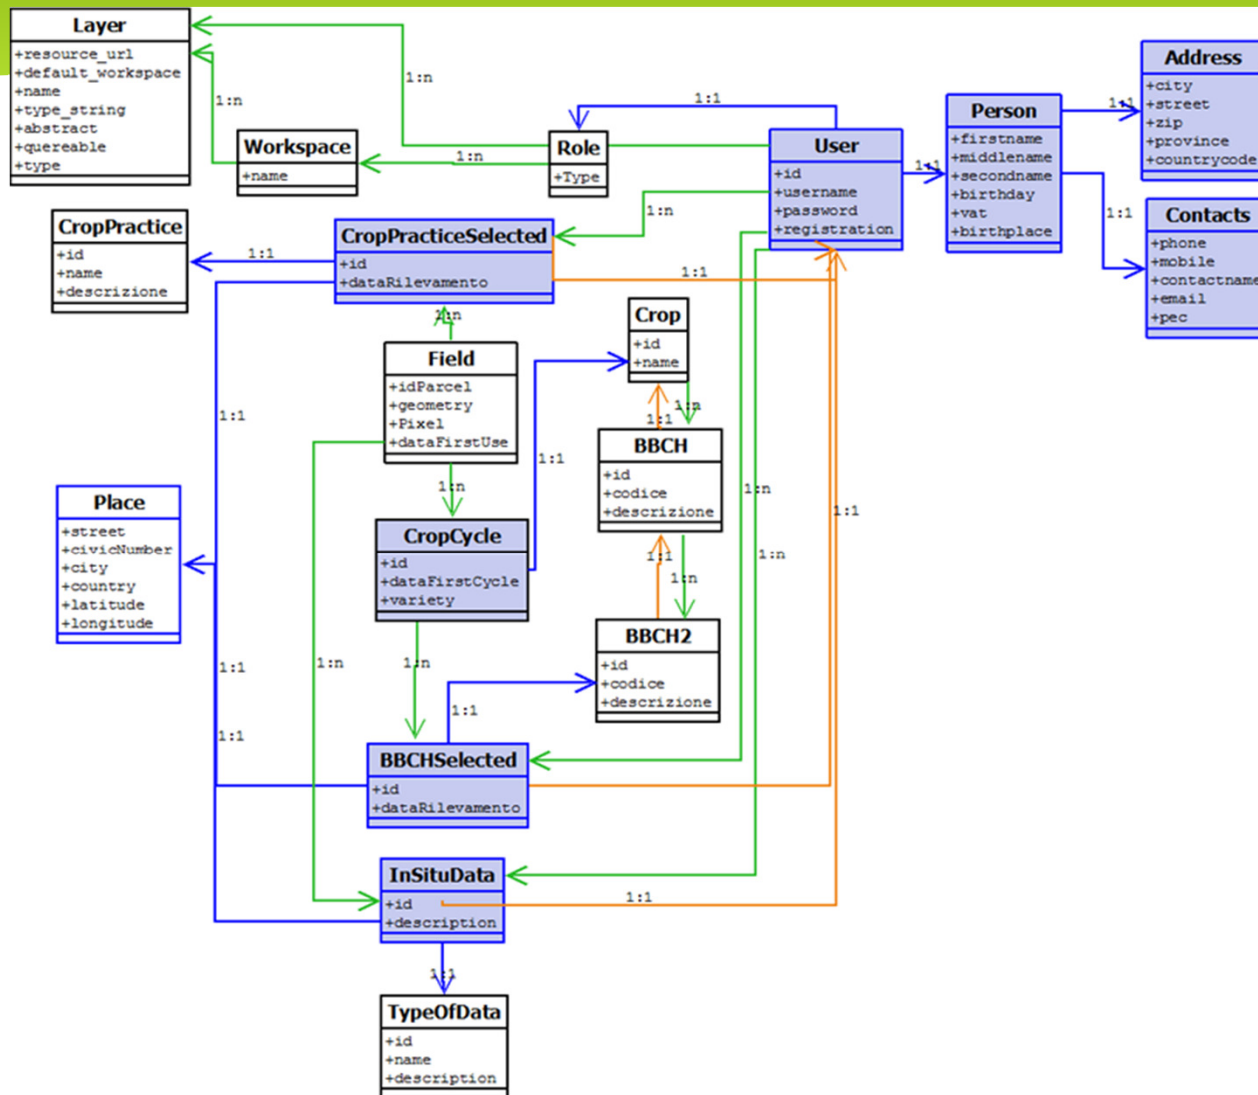 Layer
+resource_url
+default_workspace
+name
+type_string
+abstract
+quereable
+type
1:n
1:n
Workspace
+name
1:n
Role
+Type
1:1
User
+id
+username
+password
+registration
1:1
Person
+firstname
+middlename
+secondname
+birthday
+vat
+birthplace
1:1
Address
+city
+street
+zip
+province
+countrycode
1:1
Contacts
+phone
+mobile
+contactname
+email
+pec
CropPractice
+id
+name
+descrizione
1:1
CropPracticeSelected
+id
+dataRilevamento
1:n
1:1
1:n
Field
+idParcel
+geometry
+Pixel
+dataFirstUse
1:1
1:n
Crop
+id
+name
1:1
1:n
1:1
BBCH
+id
+codice
+descrizione
1:n
1:n
1:1
Place
+street
+civicNumber
+city
+country
+latitude
+longitude
CropCycle
+id
+dataFirstCycle
+variety
1:1
1:n
BBCH2
+id
+codice
+descrizione
1:1
1:n
1:n
1:1
1:1
BBCHSelected
+id
+dataRilevamento
InSituData
+id
+description
1:1
1:1
TypeOfData
+id
+name
+description